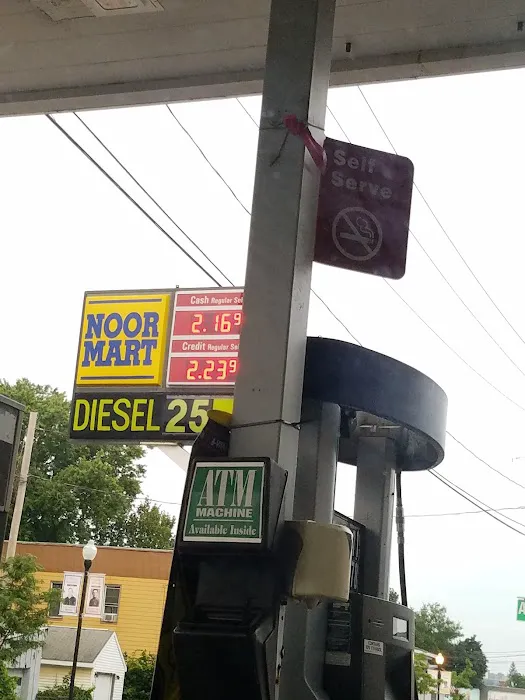 Self
Serve
NOOR
MART
Cash Regular
2.16⁹
Credit Regular
2.23⁹
DIESEL 25
ATM
MACHINE
Available Inside